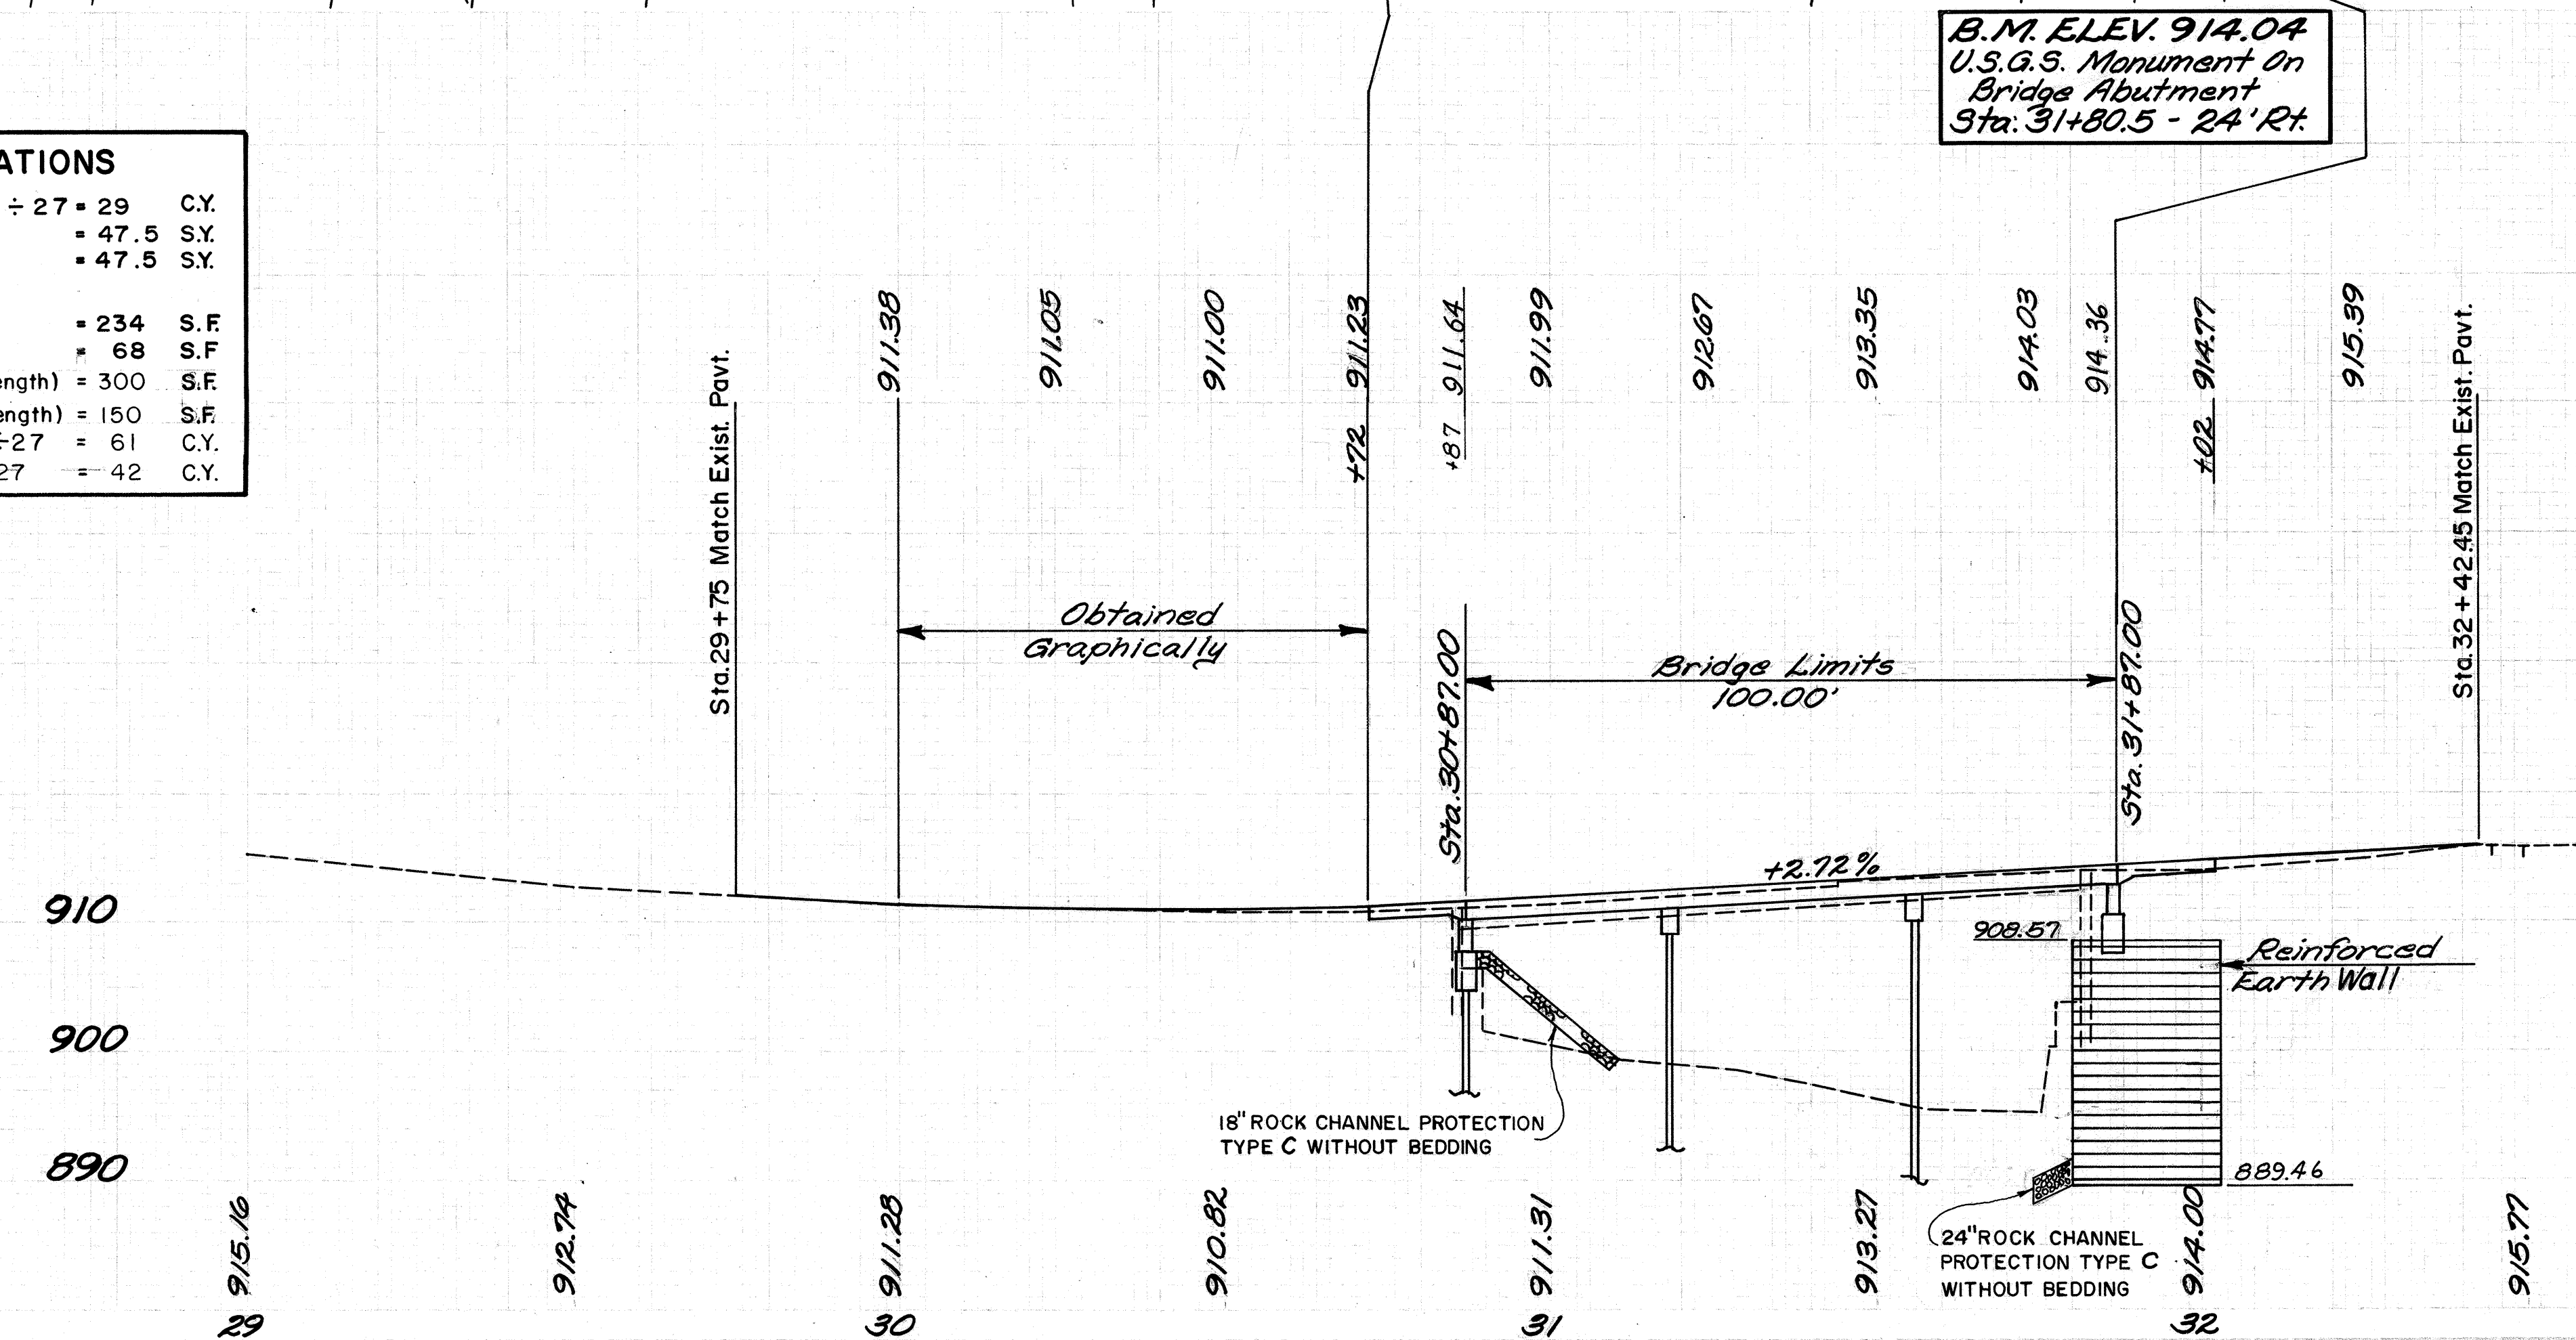 B.M. ELEV. 914.04
U.S.G.S. Monument On
Bridge Abutment
Sta: 31+80.5 - 24' Rt.
ATIONS
÷ 27 = 29 C.Y.
= 47.5 S.Y.
= 47.5 S.Y.
= 234 S.F.
= 68 S.F
ength) = 300 S.F.
ength) = 150 S.F.
÷27 = 61 C.Y.
27 = 42 C.Y.
Sta. 29+75 Match Exist. Pavt.
911.38
911.05
911.00
+72 911.23
+87 911.64
911.99
912.67
913.35
914.03
914.36
+02 914.77
915.39
Sta. 32+42.45 Match Exist. Pavt.
Obtained
Graphically
Sta. 30+87.00
Bridge Limits
100.00'
Sta. 31+87.00
+2.72%
910
900
890
908.57
Reinforced
Earth Wall
18" ROCK CHANNEL PROTECTION
TYPE C WITHOUT BEDDING
889.46
24" ROCK CHANNEL
PROTECTION TYPE C
WITHOUT BEDDING
915.16
912.74
911.28
910.82
911.31
913.27
914.00
915.77
29
30
31
32